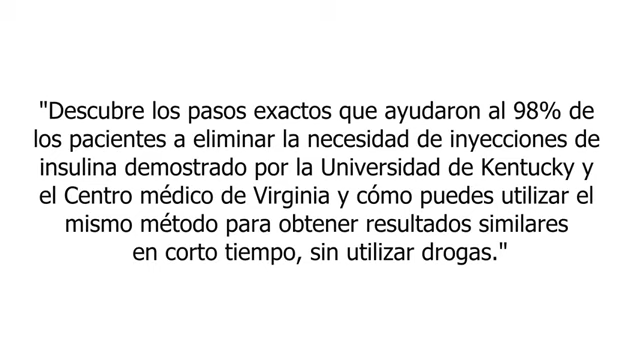 "Descubre los pasos exactos que ayudaron al 98% de
los pacientes a eliminar la necesidad de inyecciones de
insulina demostrado por la Universidad de Kentucky y
el Centro médico de Virginia y cómo puedes utilizar el
mismo método para obtener resultados similares
en corto tiempo, sin utilizar drogas."